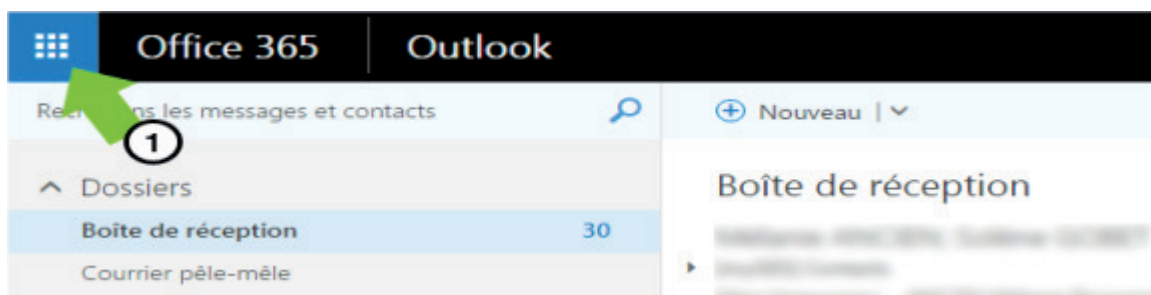 Office 365 Outlook
Rec ns les messages et contacts
Nouveau
1
Dossiers
Boîte de réception
Boîte de réception 30
Courrier pêle-mêle